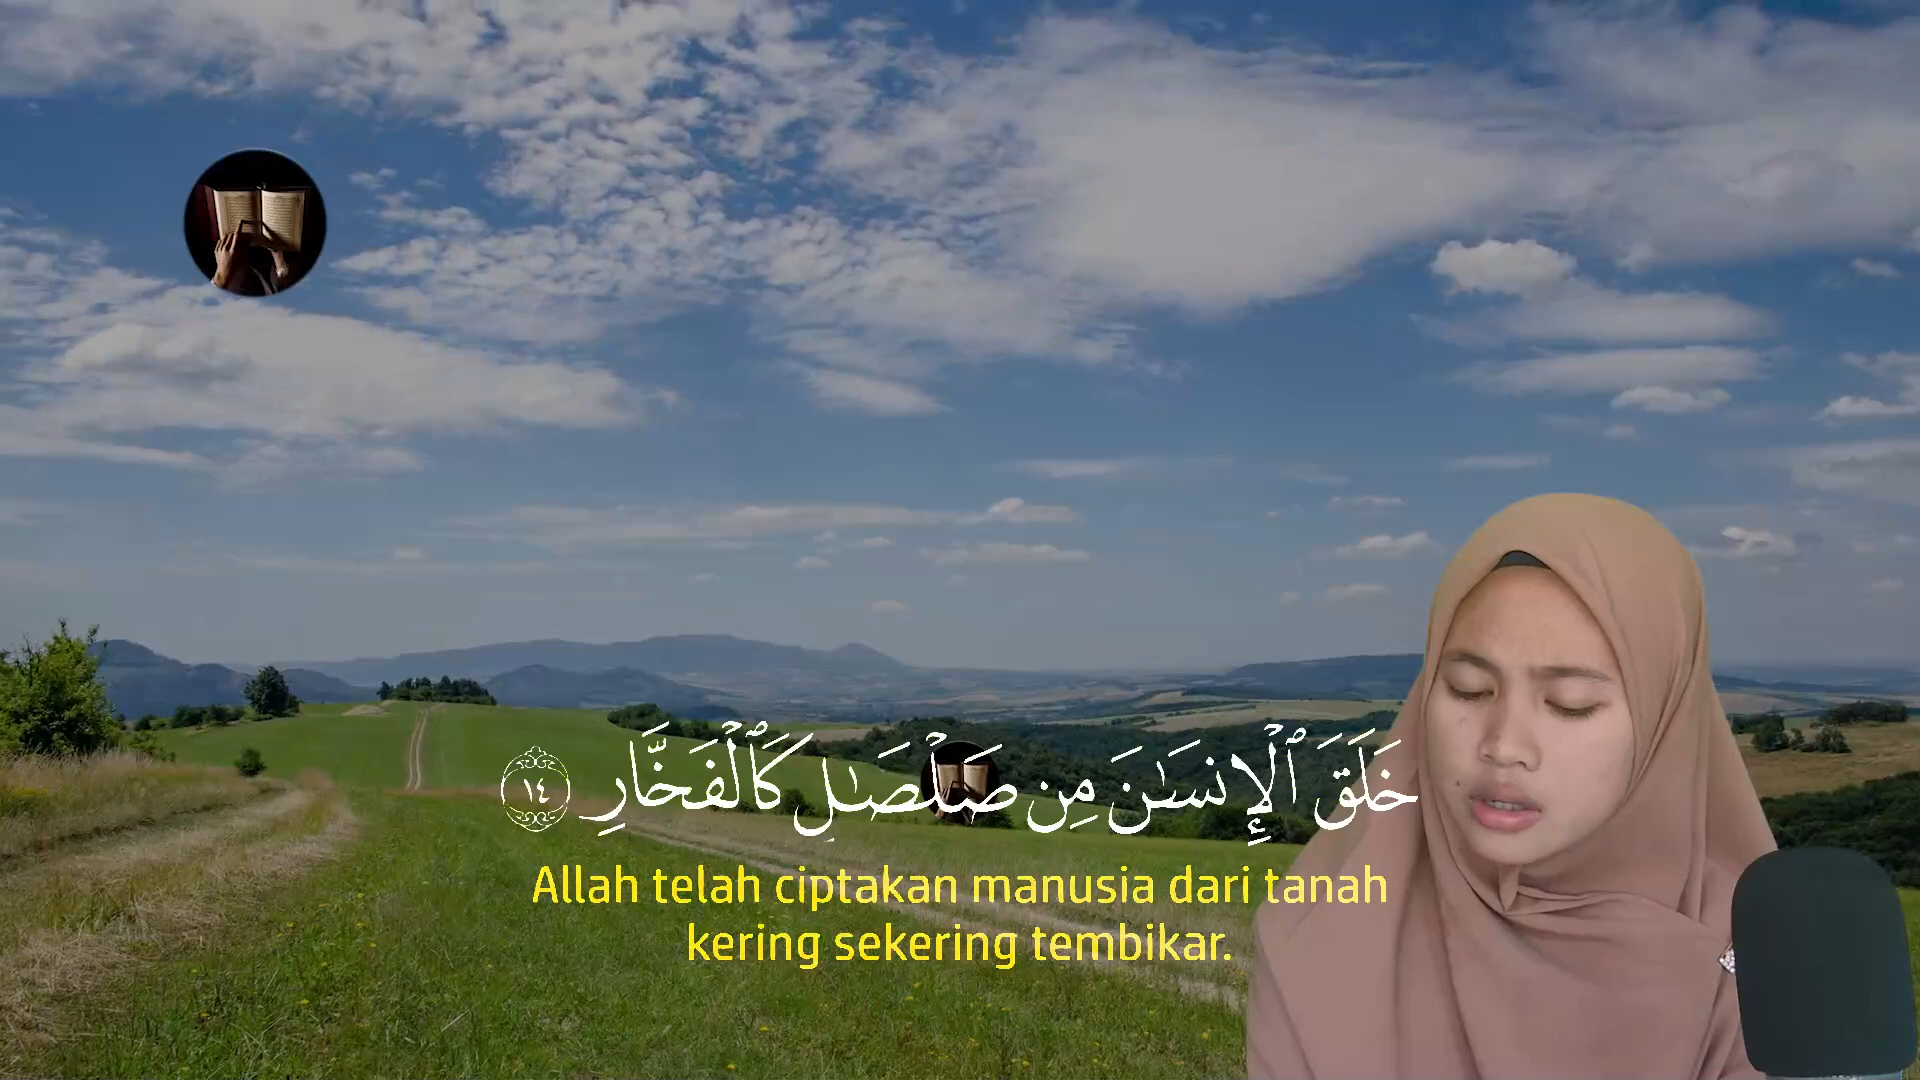 خَلَقَ ٱلْإِنسَـٰنَ مِن صَلْصَـٰلٍ كَٱلْفَخَّارِ ١٤
Allah telah ciptakan manusia dari tanah
kering sekering tembikar.